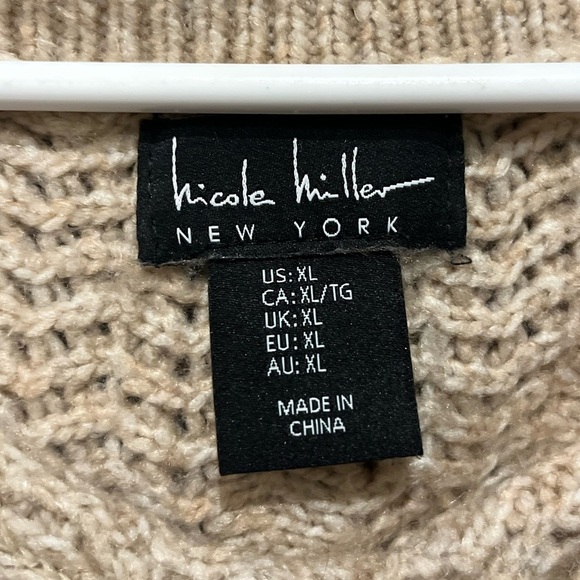 nicole miller
NEW YORK
US: XL
CA: XL/TG
UK: XL
EU: XL
AU: XL
MADE IN
CHINA